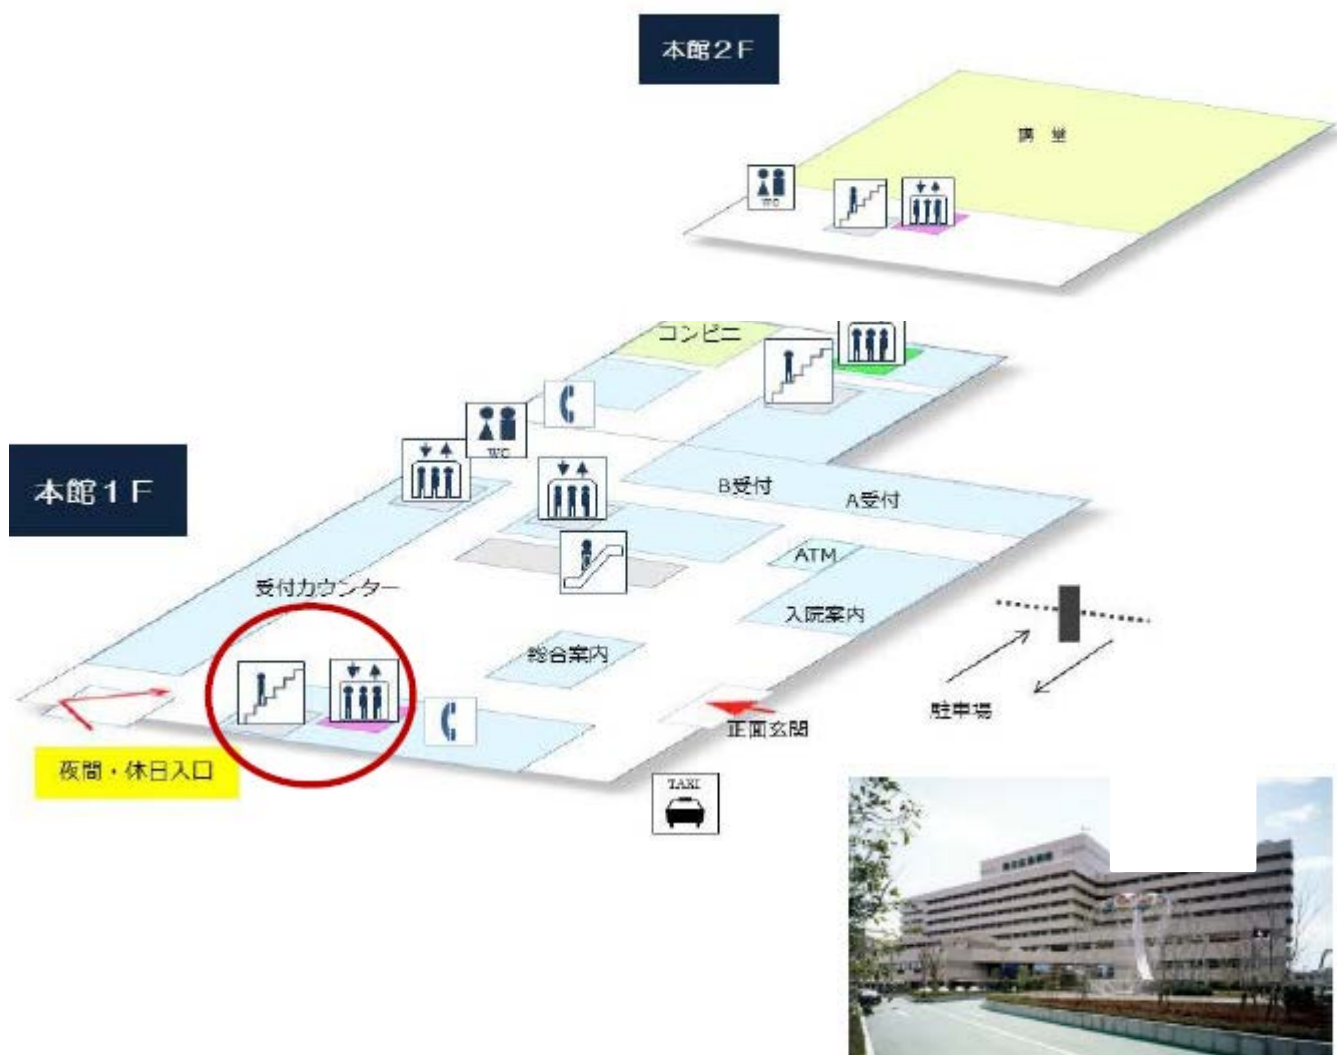 本館2F
講 堂
WC
コンビニ
WC
本館1F
B受付
A受付
ATM
受付カウンター
入院案内
総合案内
駐車場
正面玄関
夜間・休日入口
TAXI